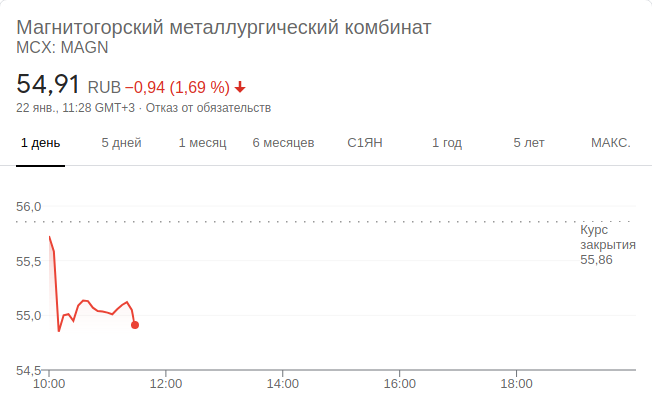 Магнитогорский металлургический комбинат
MCX: MAGN
54,91 RUB −0,94 (1,69 %)
22 янв., 11:28 GMT+3 · Отказ от обязательств
1 день 5 дней 1 месяц 6 месяцев С1ЯН 1 год 5 лет МАКС.
56,0
Курс
закрытия
55,86
55,5
55,0
54,5
10:00 12:00 14:00 16:00 18:00